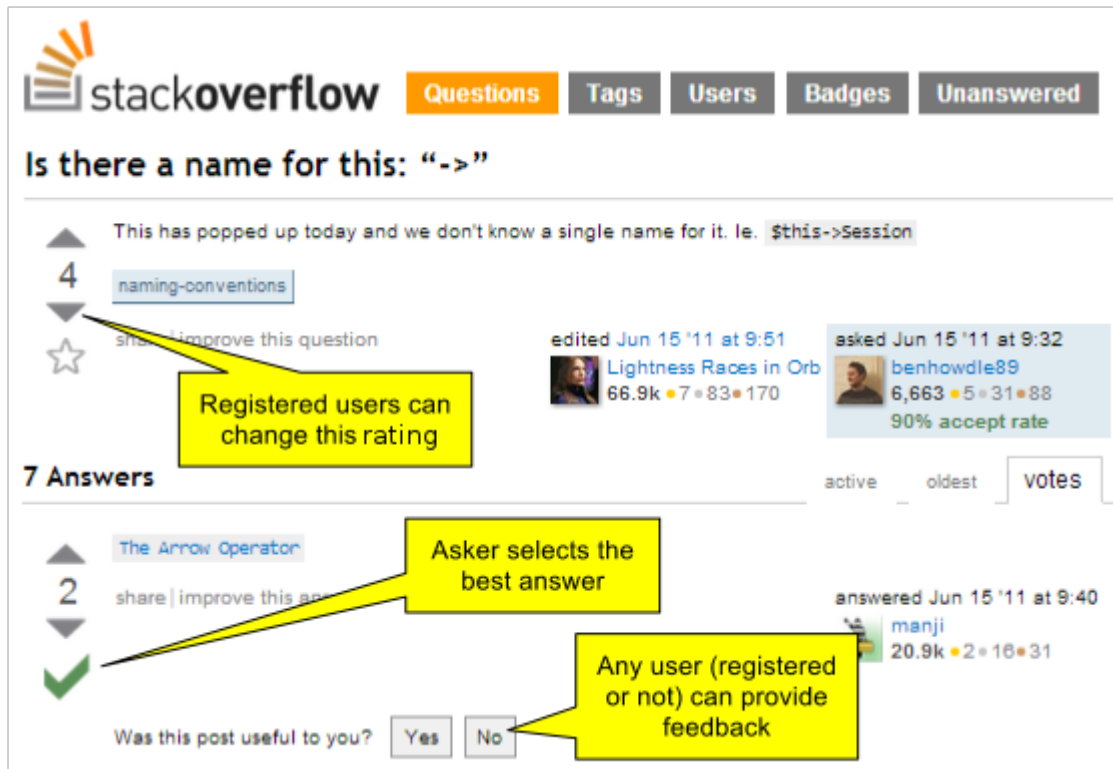 stackoverflow
Questions Tags Users Badges Unanswered
Is there a name for this: “->”
This has popped up today and we don't know a single name for it. Ie. $this->Session
4
naming-conventions
share improve this question
edited Jun 15 '11 at 9:51
Lightness Races in Orb
66.9k 7 83 170
asked Jun 15 '11 at 9:32
benhowdle89
6,663 5 31 88
90% accept rate
Registered users can
change this rating
7 Answers
active oldest votes
The Arrow Operator
2
share | improve this an
Asker selects the
best answer
answered Jun 15 '11 at 9:40
manji
20.9k 2 16 31
Any user (registered
or not) can provide
feedback
Was this post useful to you? Yes No